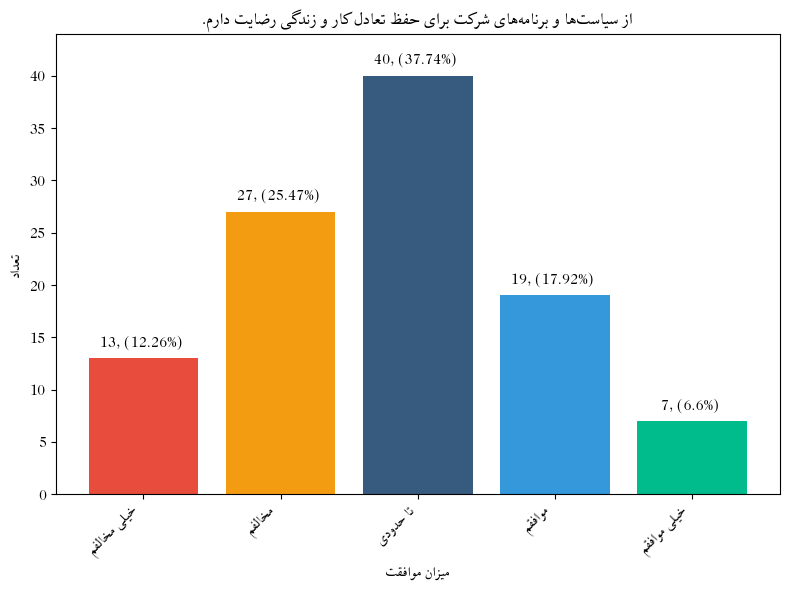 از سیاست‌ها و برنامه‌های شرکت برای حفظ تعادل کار و زندگی رضایت دارم.
40, (37.74%)
27, (25.47%)
19, (17.92%)
13, (12.26%)
7, (6.6%)
تعداد
40
35
30
25
20
15
10
5
0
خیلی مخالفم
مخالفم
تا حدودی
موافقم
خیلی موافقم
میزان موافقت